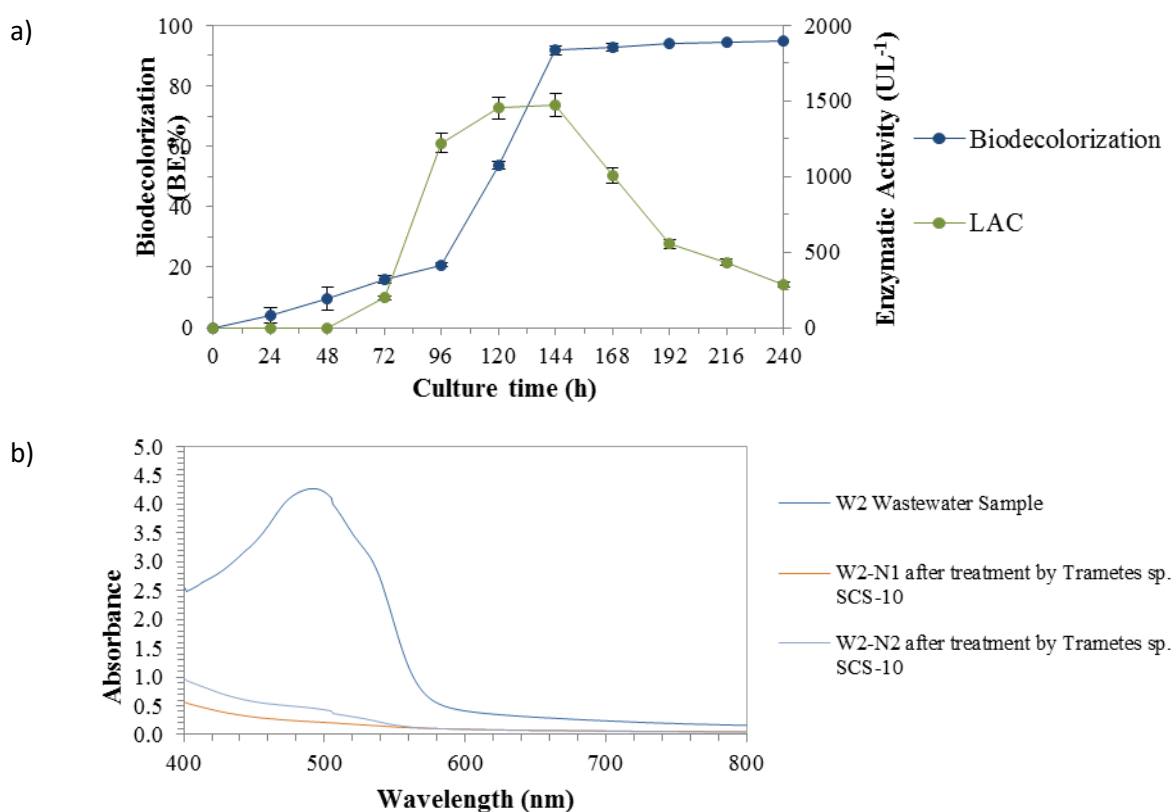 a)
100
80
60
40
20
0
Biodecolorization
(BE %)
2000
1500
1000
500
0
Enzymatic Activity (UL-1)
0 24 48 72 96 120 144 168 192 216 240
Culture time (h)
Biodecolorization
LAC
b)
5.0
4.5
4.0
3.5
3.0
2.5
2.0
1.5
1.0
0.5
0.0
Absorbance
400 500 600 700 800
Wavelength (nm)
W2 Wastewater Sample
W2-N1 after treatment by Trametes sp.
SCS-10
W2-N2 after treatment by Trametes sp.
SCS-10